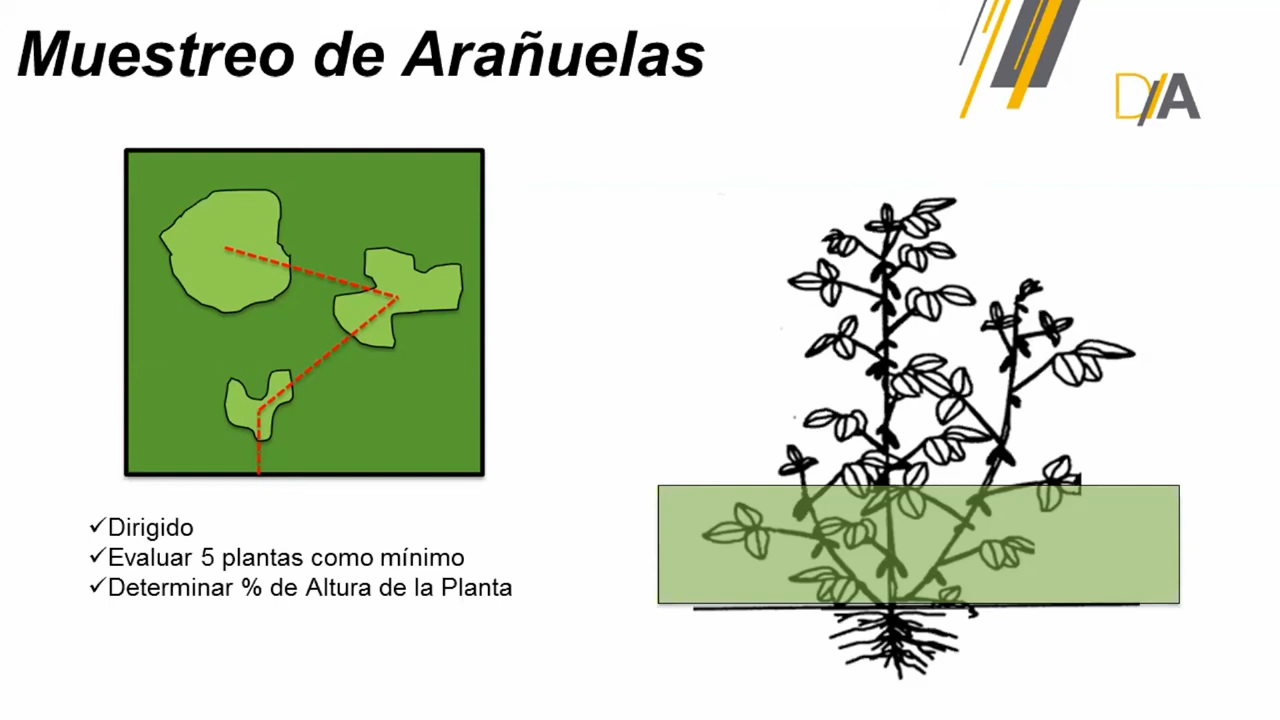 Muestreo de Arañuelas
D/A
✓Dirigido
✓Evaluar 5 plantas como mínimo
✓Determinar % de Altura de la Planta